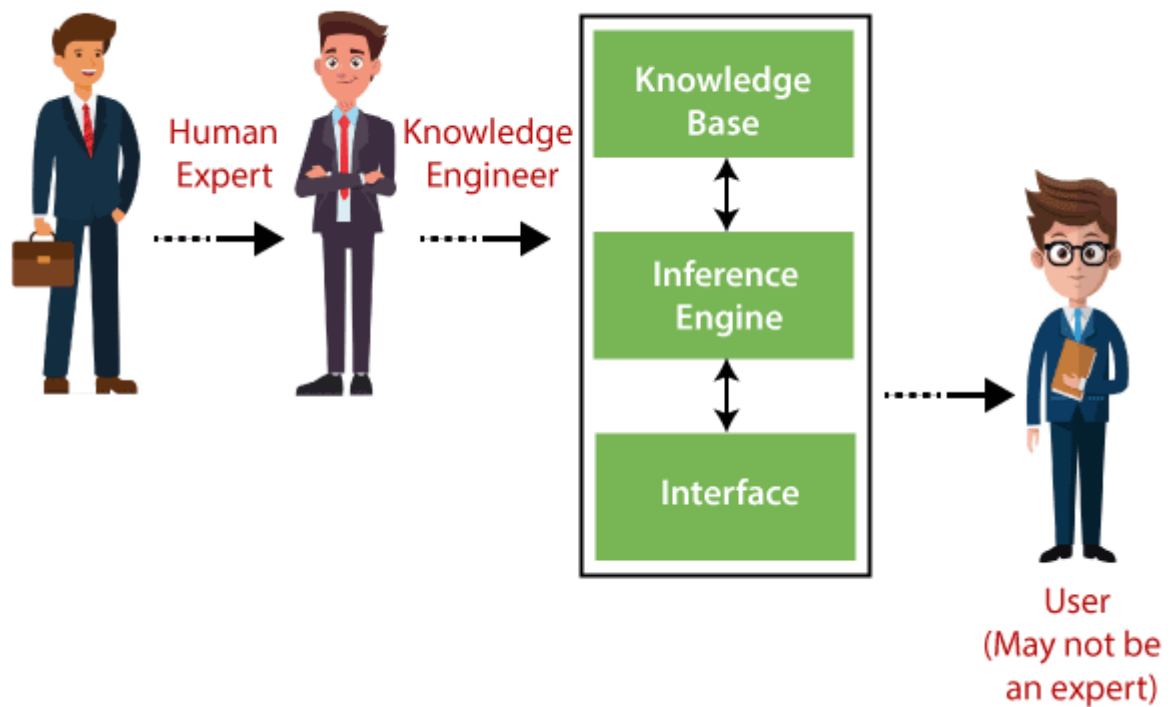 Human
Expert
Knowledge
Engineer
Knowledge
Base
Inference
Engine
Interface
User
(May not be
an expert)